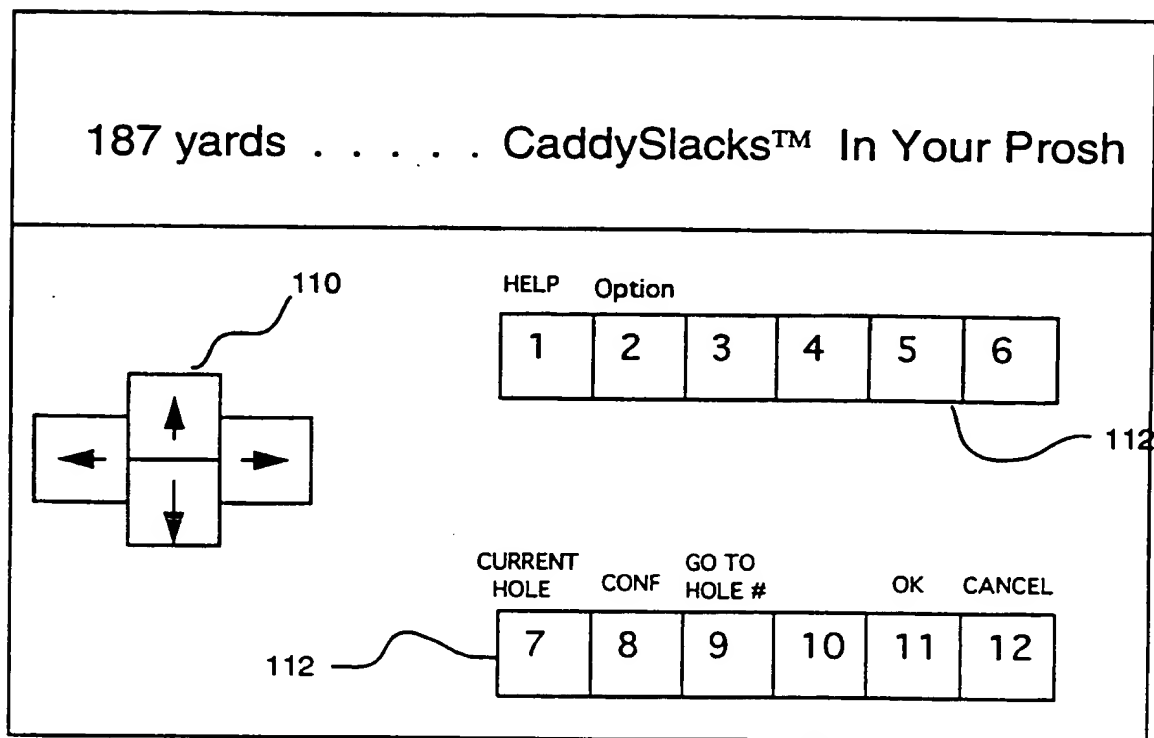 187 yards . . . . . CaddySlacks™ In Your Prosh
110
HELP Option
1 2 3 4 5 6
112
CURRENT HOLE CONF GO TO HOLE # OK CANCEL
7 8 9 10 11 12
112